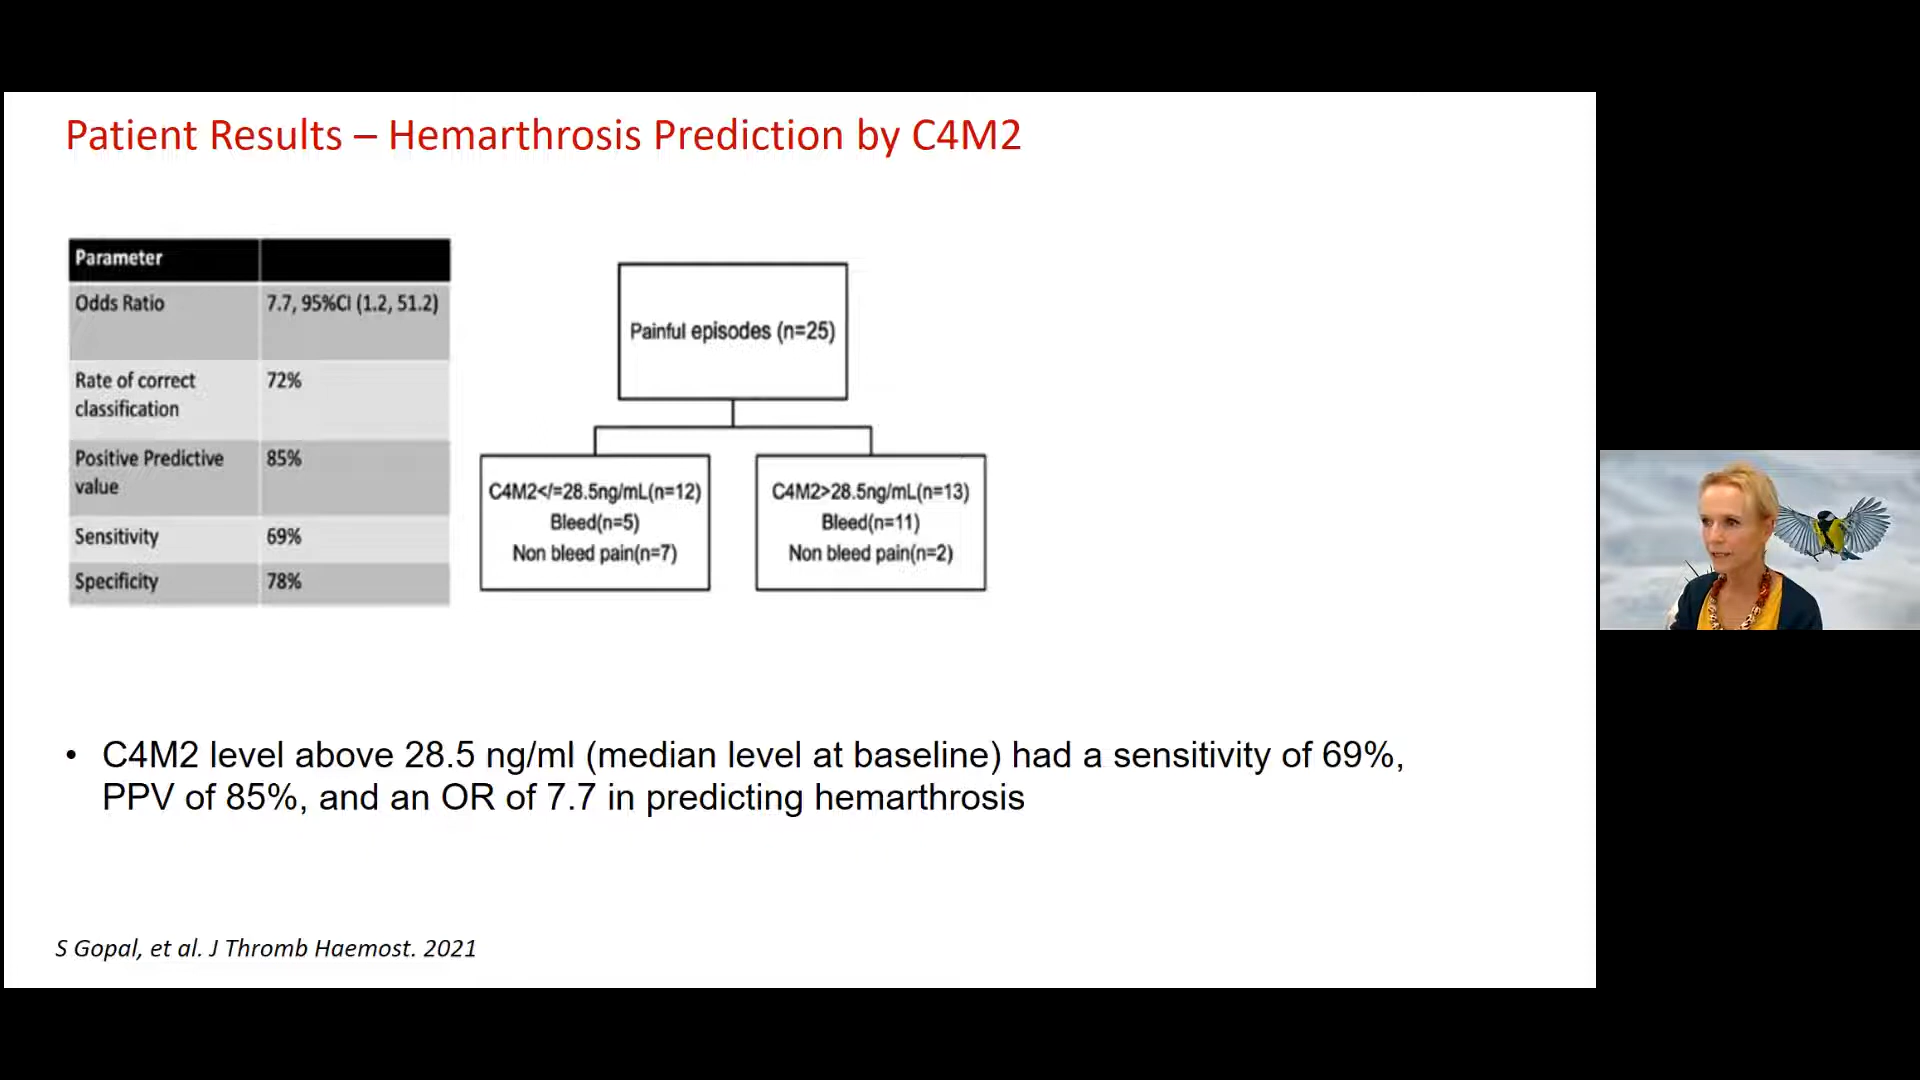 Patient Results – Hemarthrosis Prediction by C4M2
Parameter
Odds Ratio 7.7, 95%CI (1.2, 51.2)
Rate of correct 72%
classification
Positive Predictive 85%
value
Sensitivity 69%
Specificity 78%
Painful episodes (n=25)
C4M2</=28.5ng/mL(n=12)
Bleed(n=5)
Non bleed pain(n=7)
C4M2>28.5ng/mL(n=13)
Bleed(n=11)
Non bleed pain(n=2)
• C4M2 level above 28.5 ng/ml (median level at baseline) had a sensitivity of 69%,
PPV of 85%, and an OR of 7.7 in predicting hemarthrosis
S Gopal, et al. J Thromb Haemost. 2021